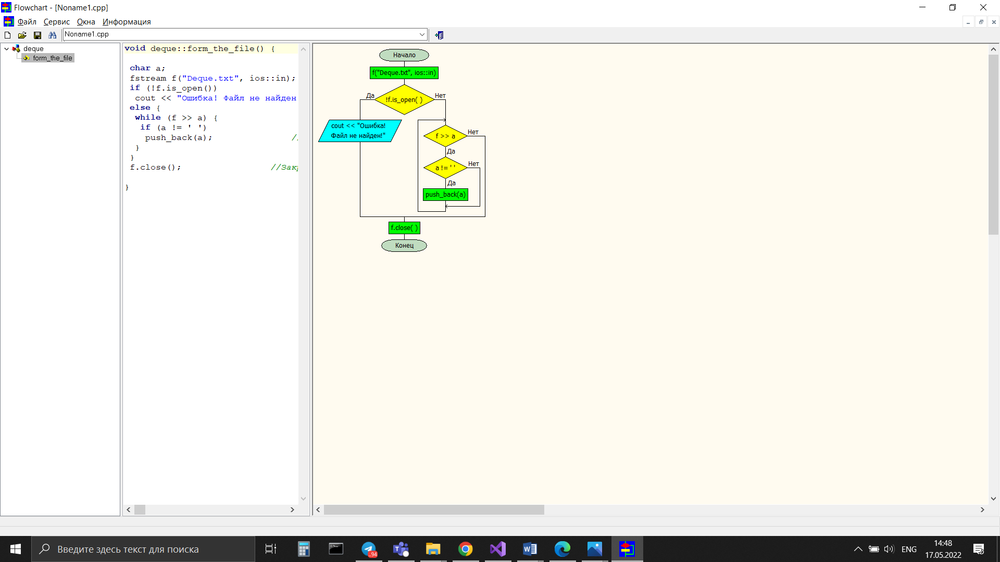 Flowchart - [Noname1.cpp]
Файл Сервис Окна Информация
Noname1.cpp
deque
form_the_file
void deque::form_the_file() {
char a;
fstream f("Deque.txt", ios::in);
if (!f.is_open())
cout << "Ошибка! Файл не найден
else {
while (f >> a) {
if (a != ' ')
push_back(a); //
}
}
f.close(); //Зак
}
Начало
f("Deque.txt", ios::in)
!f.is_open( )
Да
Нет
cout << "Ошибка!
Файл не найден!"
f >> a
Нет
Да
a != ' '
Нет
Да
push_back(a)
f.close( )
Конец
Введите здесь текст для поиска
..94
ENG
14:48
17.05.2022